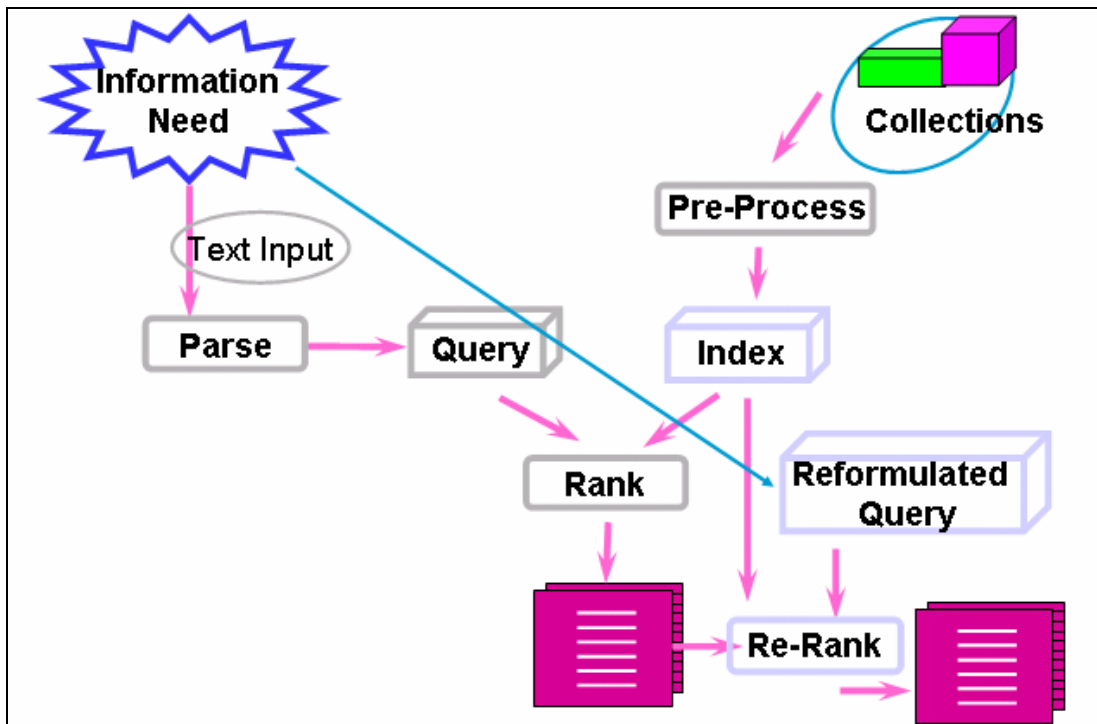 Information
Need
Collections
Pre-Process
Text Input
Parse
Query
Index
Rank
Reformulated
Query
Re-Rank